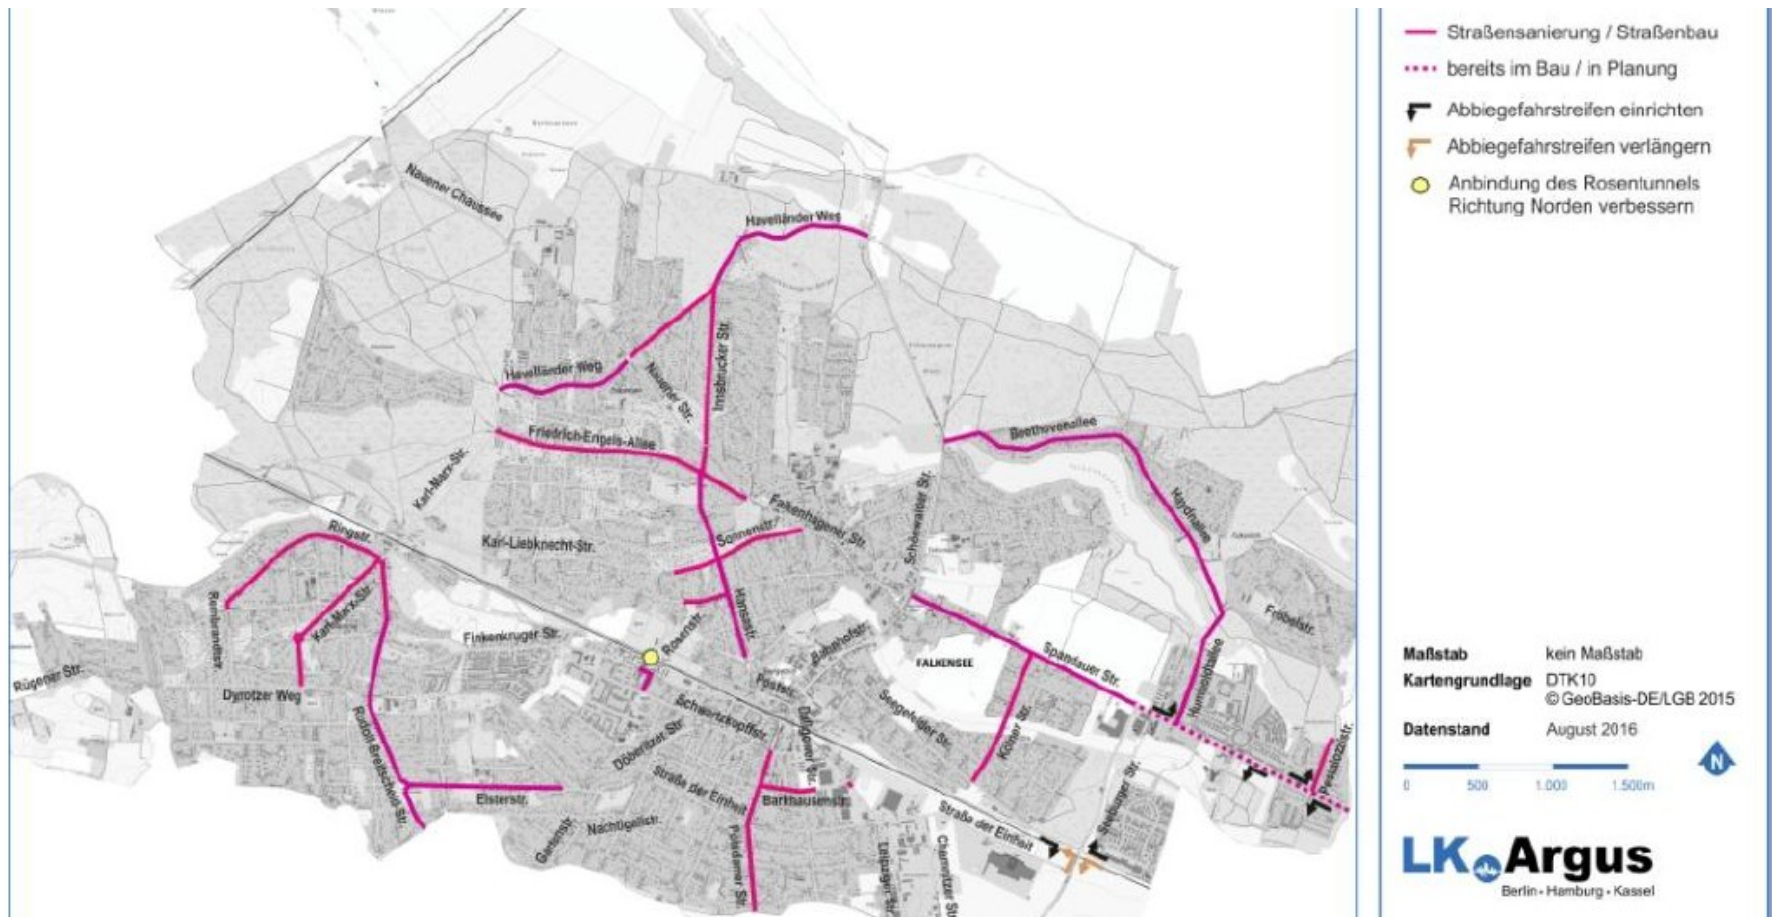 Straßensanierung / Straßenbau
bereits im Bau / in Planung
Abbiegefahrstreifen einrichten
Abbiegefahrstreifen verlängern
Anbindung des Rosentunnels
Richtung Norden verbessern
Nauener Chaussee
Havelländer Weg
Innsbrucker Str.
Havelländer Weg
Nauener Str.
Friedrich-Engels-Allee
Beethovenallee
Karl-Marx-Str.
Haydnallee
Falkenhagener Str.
Schönwalder Str.
Ringstr.
Karl-Liebknecht-Str.
Sonnenstr.
Rembrandtstr.
Karl-Marx-Str.
Hansastr.
Fröbelstr.
Finkenkruger Str.
Rosenstr.
Bahnhofstr.
FALKENSEE
Spandauer Str.
Humboldtallee
Rügener Str.
Dyrotzer Weg
Poststr.
Seegefelder Str.
Schwartzkopffstr.
Dallgower Str.
Kölner Str.
Rudolf-Breitscheid-Str.
Döberitzer Str.
Pestalozzistr.
Elsterstr.
Straße der Einheit
Barkhausenstr.
Seeburger Str.
Straße der Einheit
Nachtigallstr.
Gartenstr.
Potsdamer Str.
Leipziger Str.
Chemnitzer Str.
Maßstab kein Maßstab
Kartengrundlage DTK10
© GeoBasis-DE/LGB 2015
Datenstand August 2016
N
0 500 1.000 1.500m
LK Argus
Berlin • Hamburg • Kassel